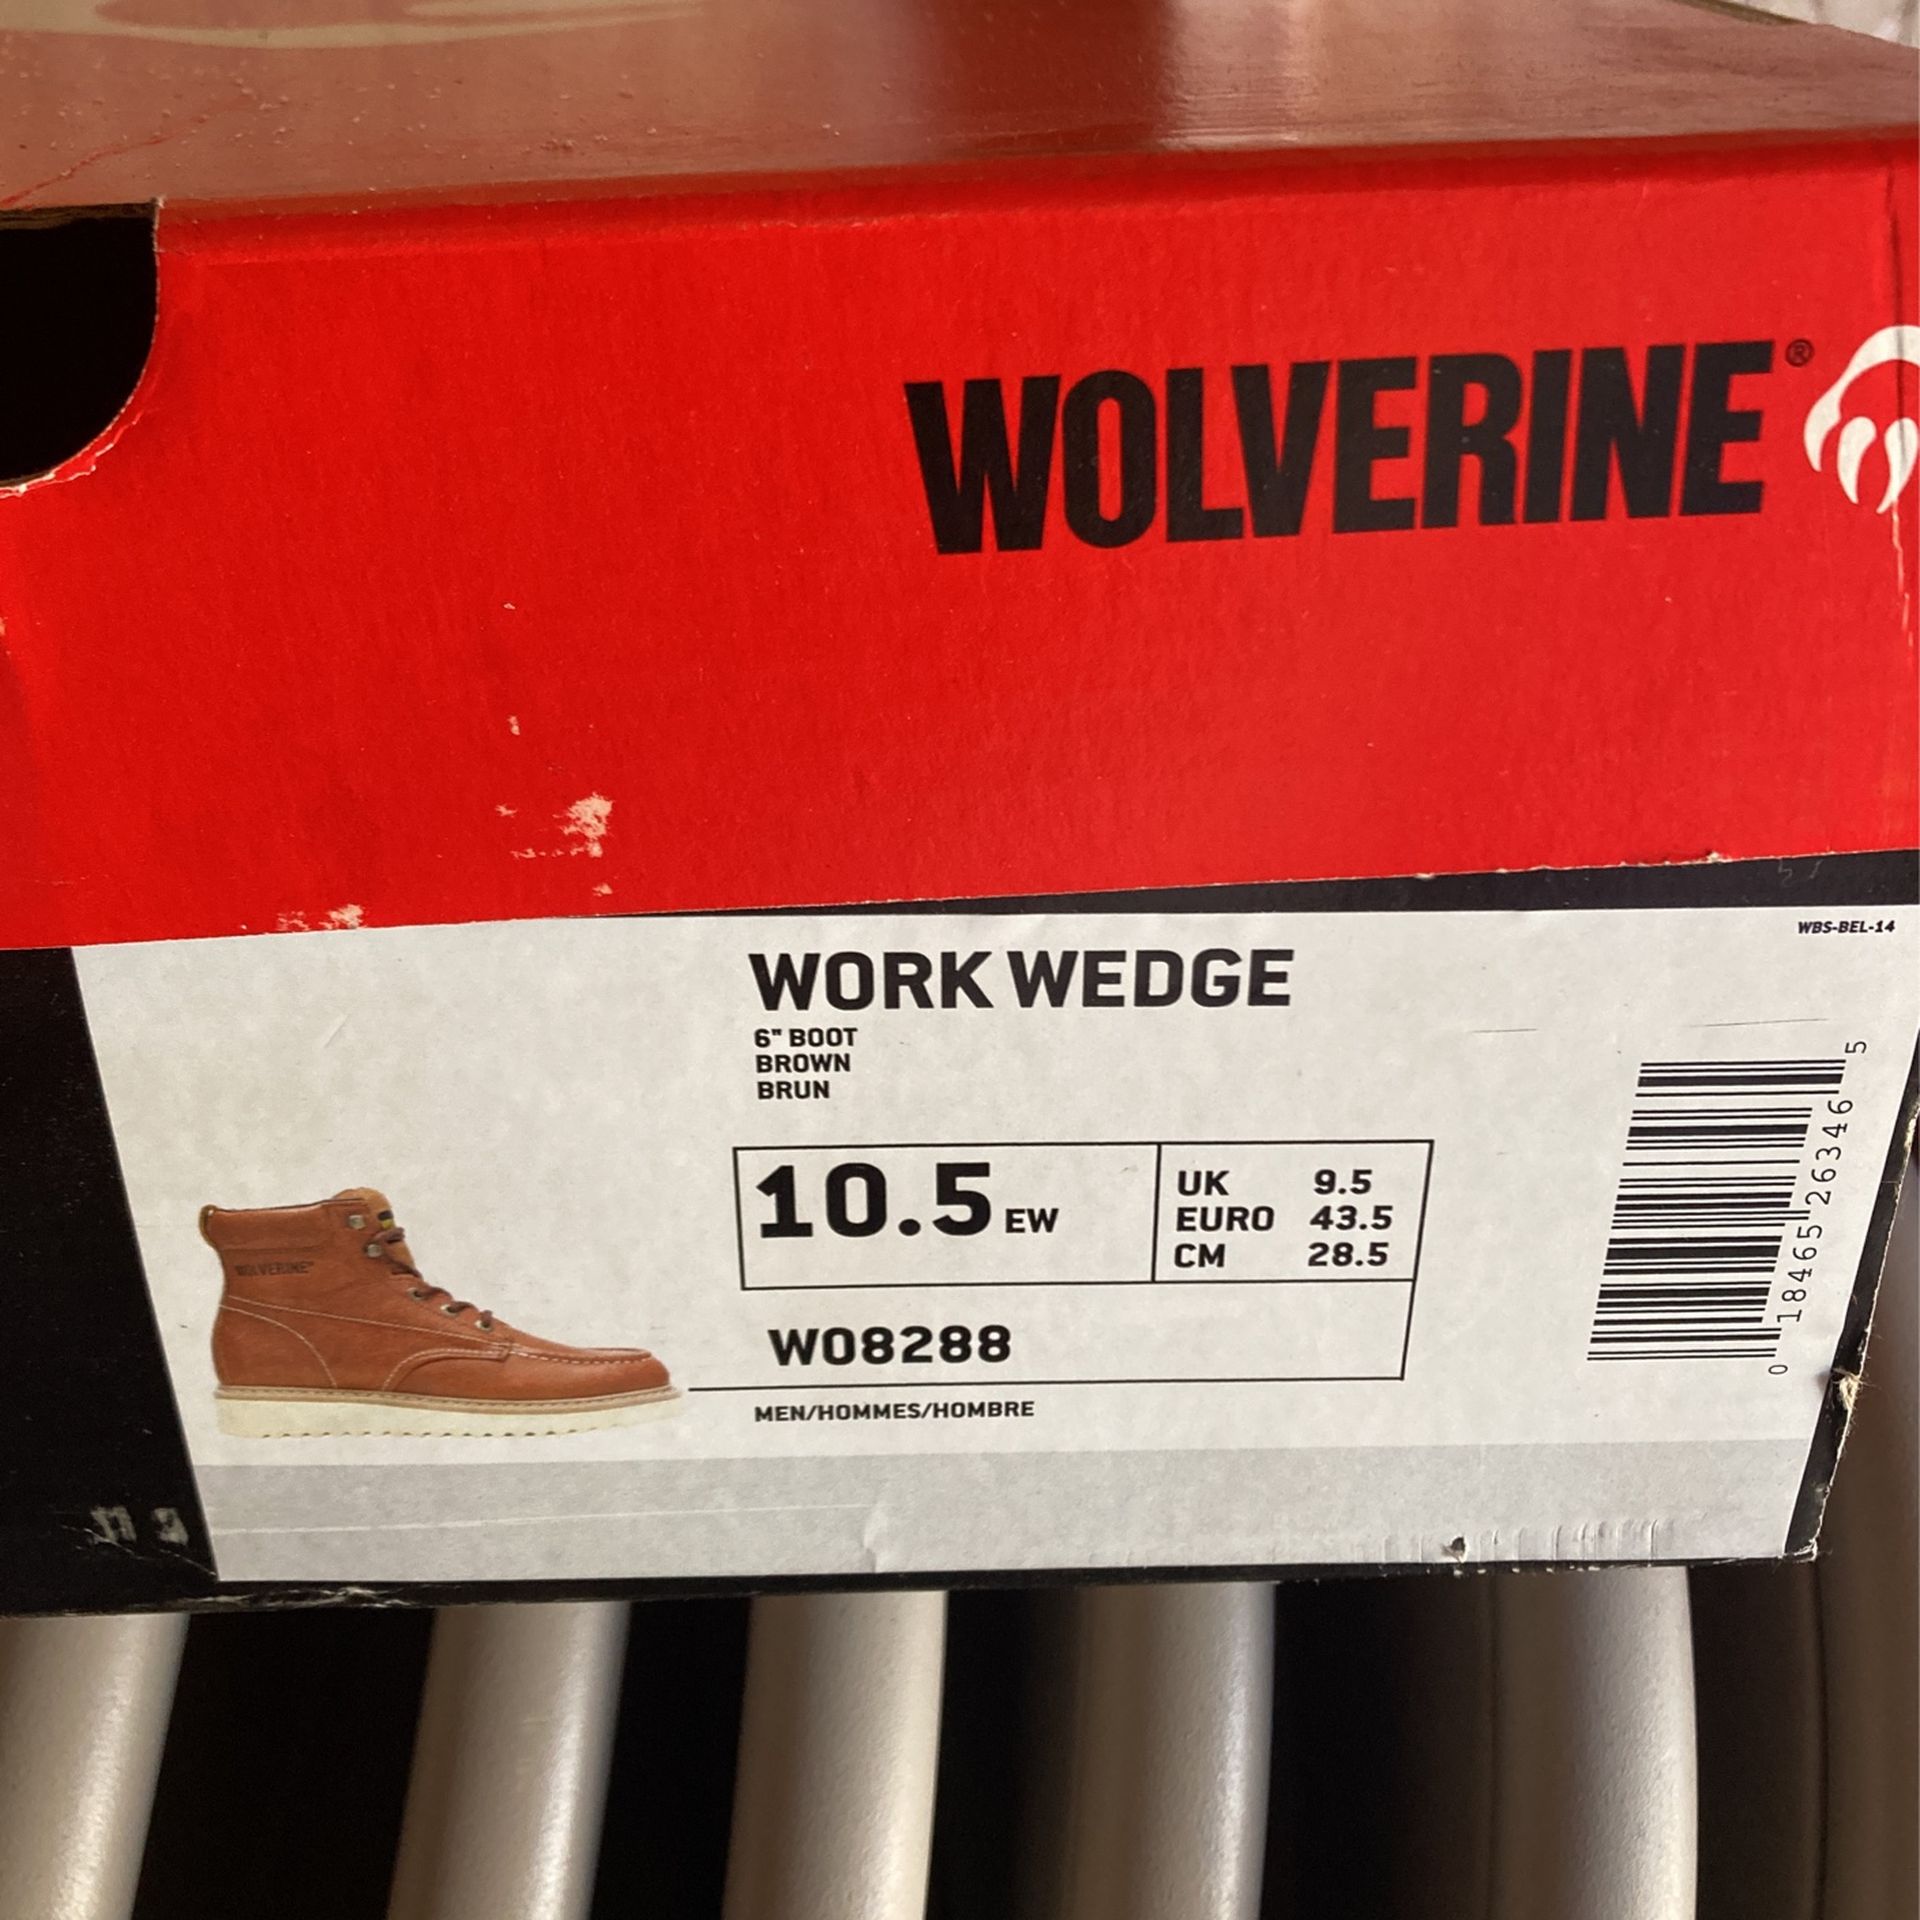 WOLVERINE®
WBS-BEL-14
WORK WEDGE
6" BOOT
BROWN
BRUN
10.5 EW
UK 9.5
EURO 43.5
CM 28.5
WOLVERINE
W08288
MEN/HOMMES/HOMBRE
0 18465 26346 5